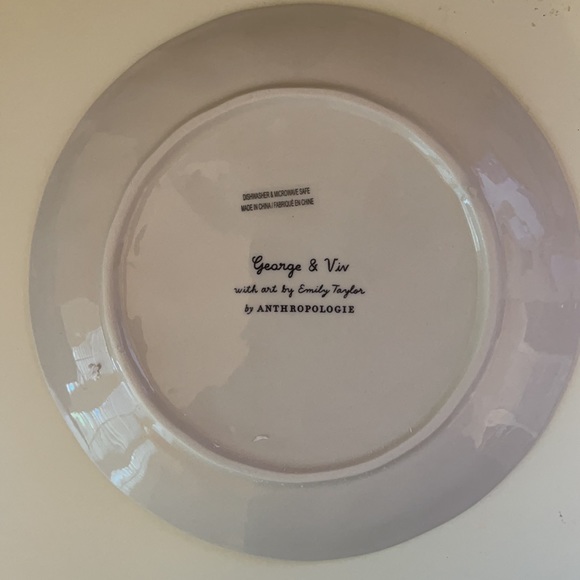 DISHWASHER & MICROWAVE SAFE
MADE IN CHINA / FABRIQUÉ EN CHINE
George & Viv
with art by Emily Taylor
by ANTHROPOLOGIE